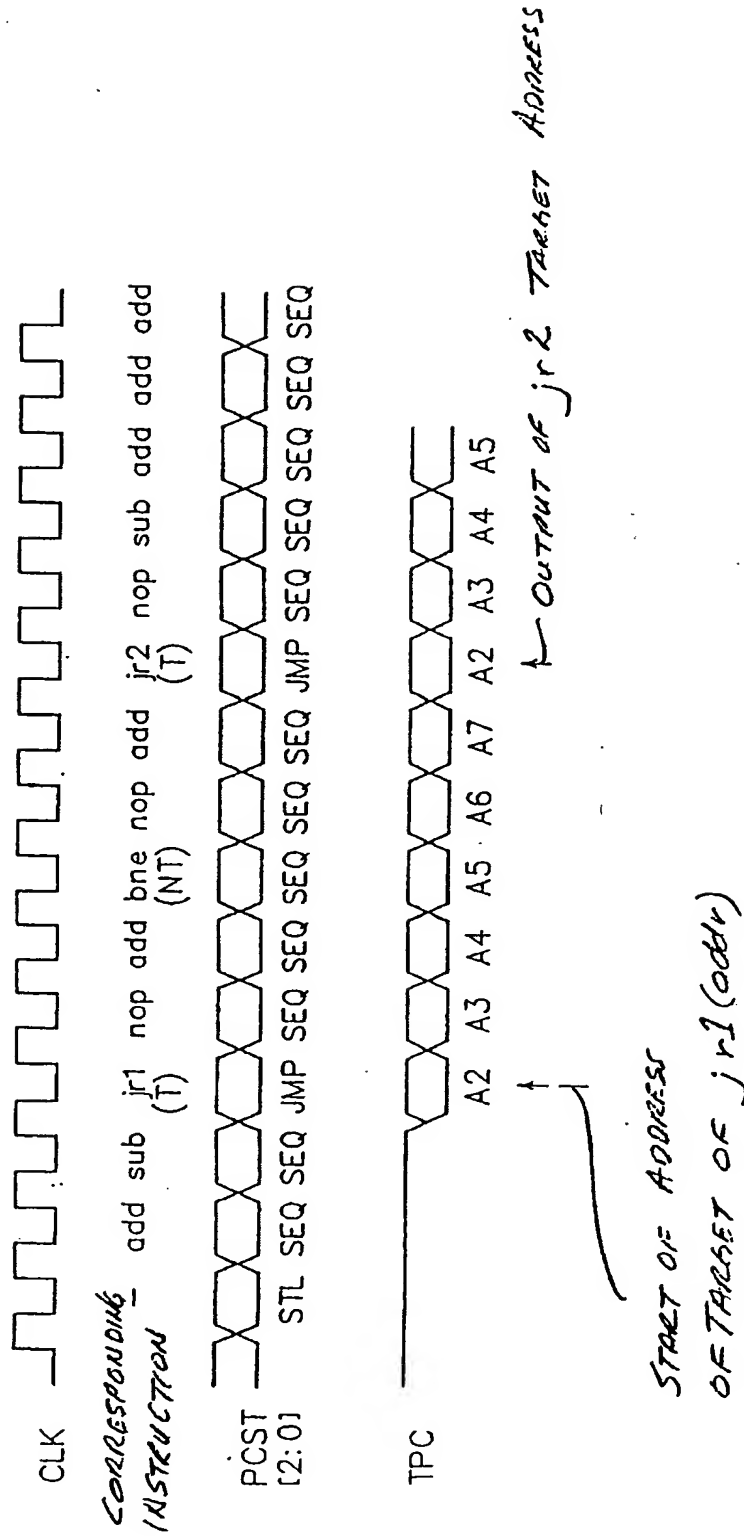 CLK
CORRESPONDING
INSTRUCTION
– add sub jr1 nop add bne nop add jr2 nop sub add add add
(T) (NT) (T)
PCST
[2:0]
STL SEQ SEQ JMP SEQ SEQ SEQ SEQ SEQ JMP SEQ SEQ SEQ SEQ SEQ
TPC
A2 A3 A4 A5 A6 A7 A2 A3 A4 A5
START OF ADDRESS
OF TARGET OF jr1 (addr)
OUTPUT OF jr2 TARGET ADDRESS